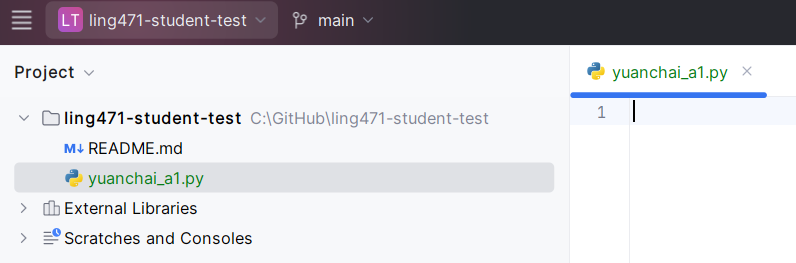 LT ling471-student-test main
Project
yuanchai_a1.py
ling471-student-test C:\GitHub\ling471-student-test
M↓ README.md
yuanchai_a1.py
External Libraries
Scratches and Consoles
1